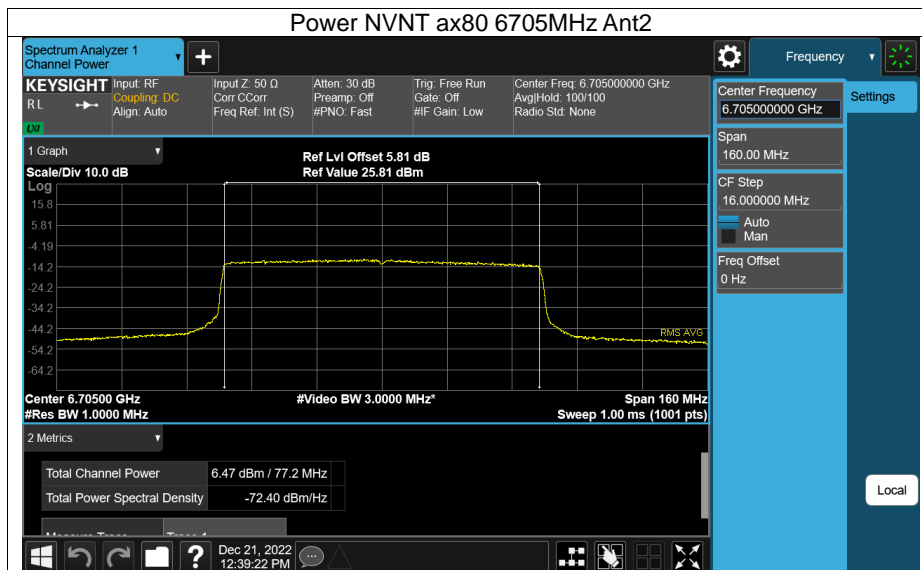 Power NVNT ax80 6705MHz Ant2
Spectrum Analyzer 1
Channel Power
Frequency
KEYSIGHT
R L
LXI
Input: RF
Coupling: DC
Align: Auto
Input Z: 50 Ω
Corr CCorr
Freq Ref: Int (S)
Atten: 30 dB
Preamp: Off
#PNO: Fast
Trig: Free Run
Gate: Off
#IF Gain: Low
Center Freq: 6.705000000 GHz
Avg|Hold: 100/100
Radio Std: None
Center Frequency
6.705000000 GHz
Settings
Span
160.00 MHz
CF Step
16.000000 MHz
Auto
Man
Freq Offset
0 Hz
Local
1 Graph
Scale/Div 10.0 dB
Ref Lvl Offset 5.81 dB
Ref Value 25.81 dBm
Log
15.8
5.81
-4.19
-14.2
-24.2
-34.2
-44.2
-54.2
-64.2
RMS AVG
Center 6.70500 GHz
#Video BW 3.0000 MHz*
Span 160 MHz
#Res BW 1.0000 MHz
Sweep 1.00 ms (1001 pts)
2 Metrics
Total Channel Power 6.47 dBm / 77.2 MHz
Total Power Spectral Density -72.40 dBm/Hz
Dec 21, 2022
12:39:22 PM